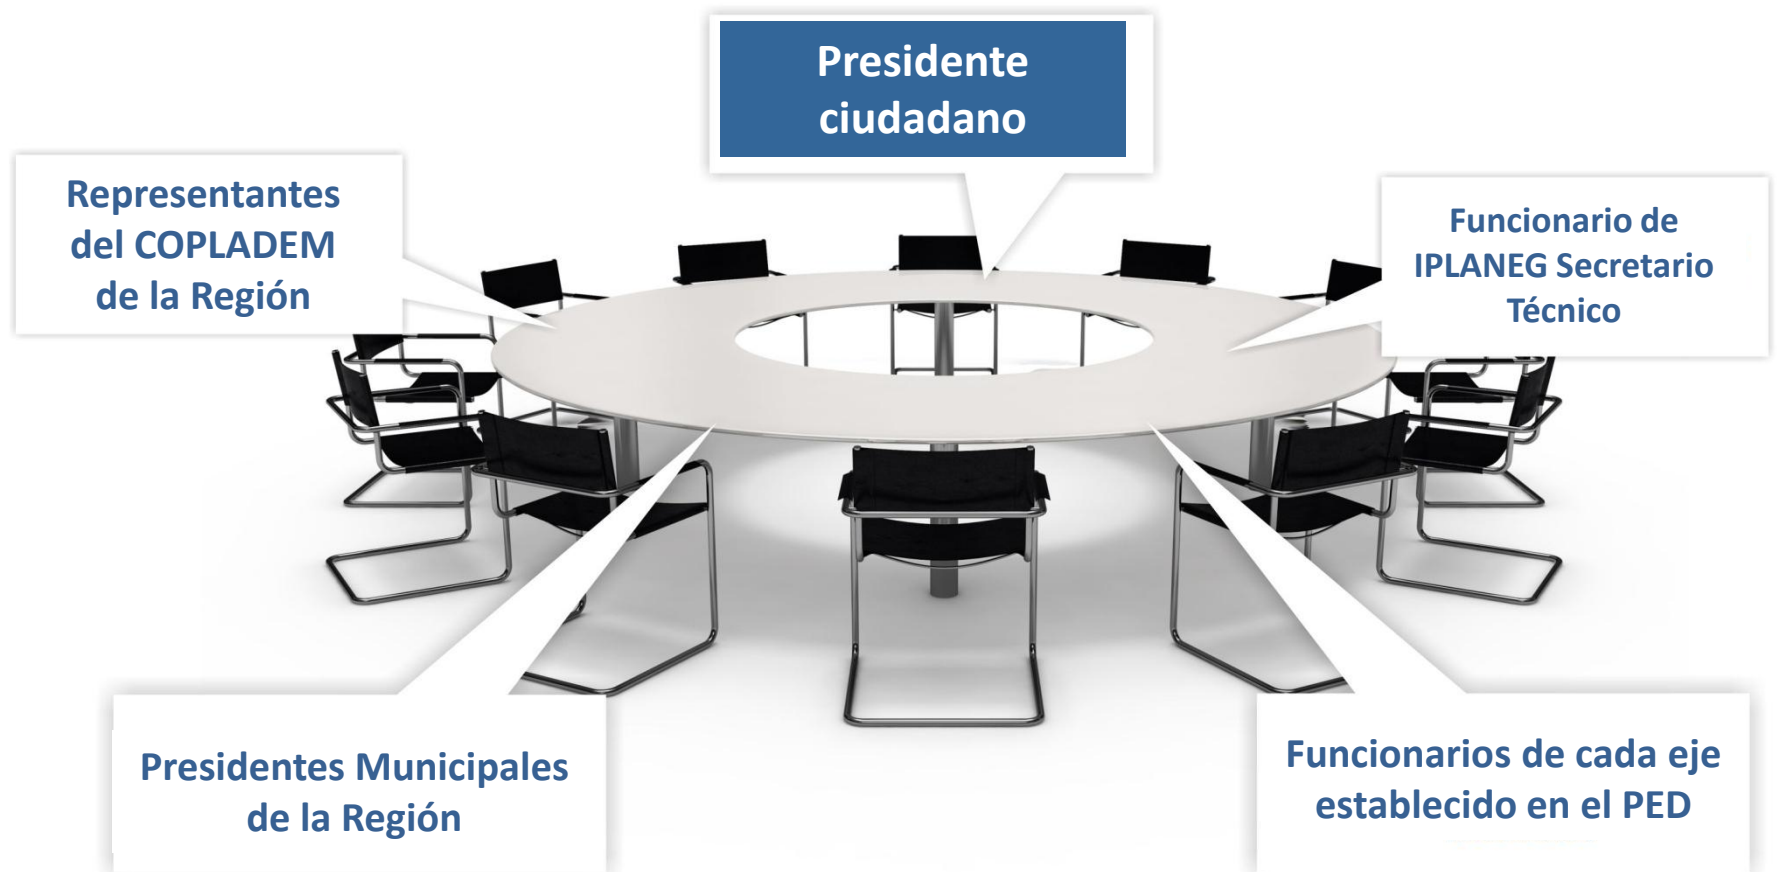 Presidente
ciudadano
Representantes
del COPLADEM
de la Región
Funcionario de
IPLANEG Secretario
Técnico
Presidentes Municipales
de la Región
Funcionarios de cada eje
establecido en el PED